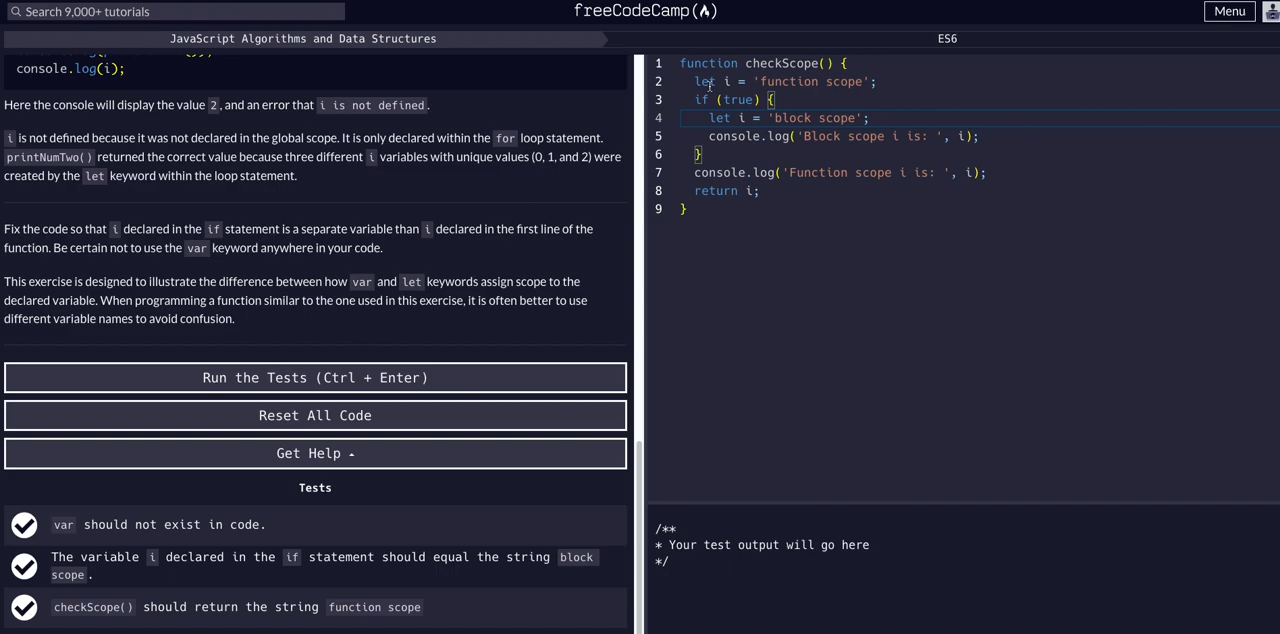 Search 9,000+ tutorials
freeCodeCamp(🔥)
Menu
JavaScript Algorithms and Data Structures
ES6
console.log(i);
Here the console will display the value 2, and an error that i is not defined.
i is not defined because it was not declared in the global scope. It is only declared within the for loop statement.
printNumTwo() returned the correct value because three different i variables with unique values (0, 1, and 2) were
created by the let keyword within the loop statement.
Fix the code so that i declared in the if statement is a separate variable than i declared in the first line of the
function. Be certain not to use the var keyword anywhere in your code.
This exercise is designed to illustrate the difference between how var and let keywords assign scope to the
declared variable. When programming a function similar to the one used in this exercise, it is often better to use
different variable names to avoid confusion.
Run the Tests (Ctrl + Enter)
Reset All Code
Get Help
Tests
var should not exist in code.
The variable i declared in the if statement should equal the string block
scope.
checkScope() should return the string function scope
1 function checkScope() {
2 let i = 'function scope';
3 if (true) {
4 let i = 'block scope';
5 console.log('Block scope i is: ', i);
6 }
7 console.log('Function scope i is: ', i);
8 return i;
9 }
/**
* Your test output will go here
*/